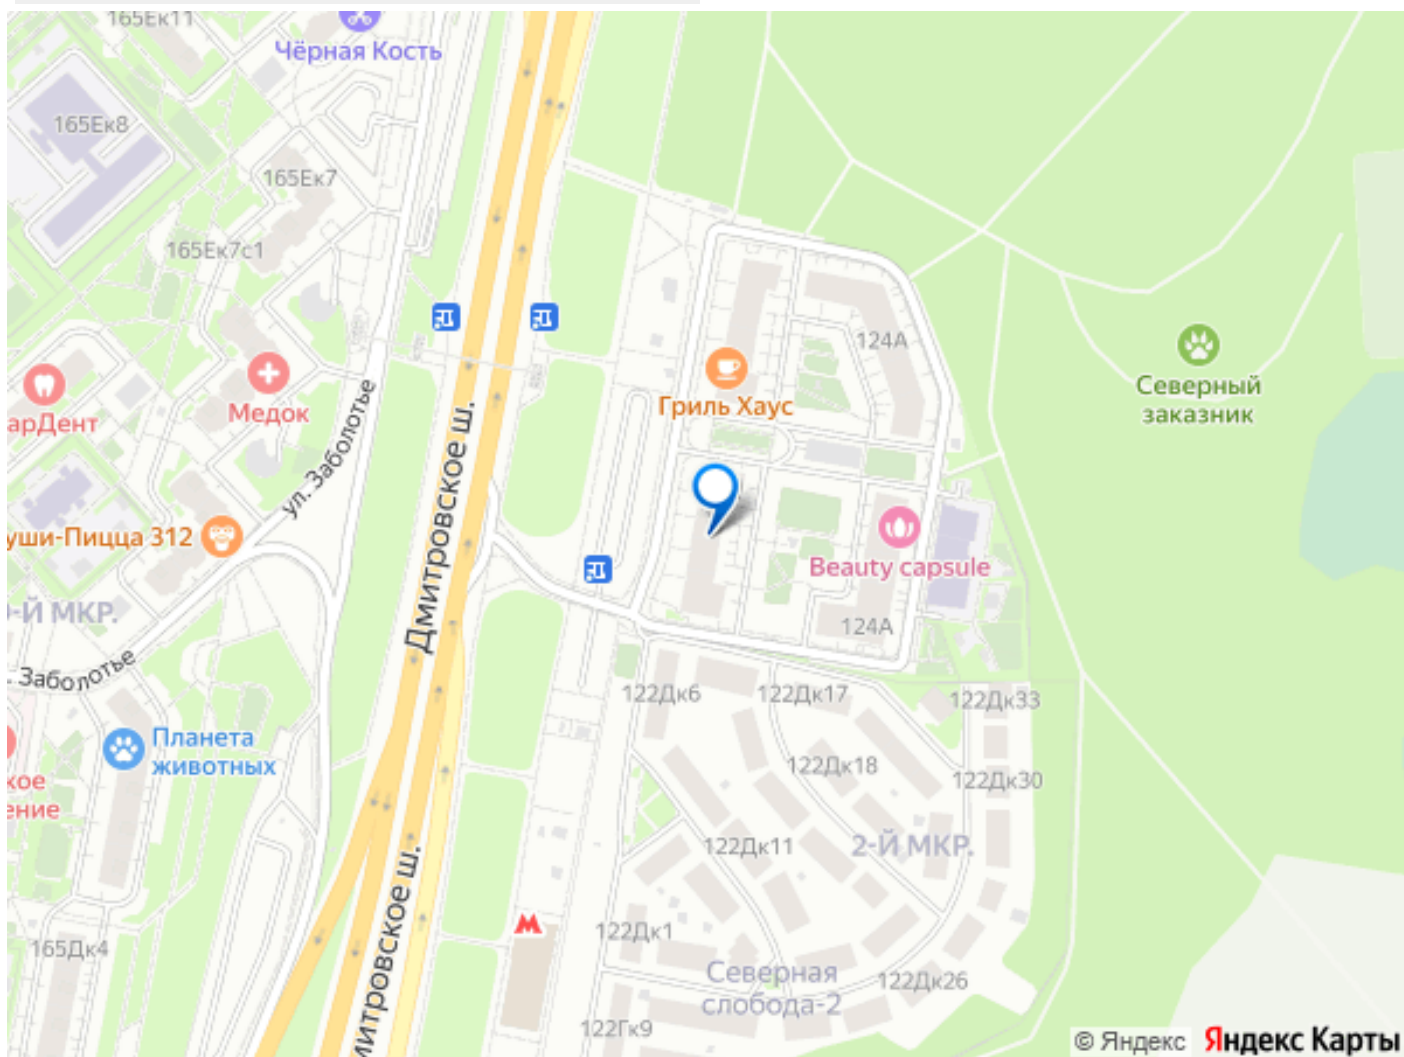 165Ек11
Чёрная Кость
165Ек8
165Ек7
165Ек7с1
124А
Северный
заказник
арДент
Медок
Гриль Хаус
ул. Заболотье
Дмитровское ш.
уши-Пицца 312
Beauty capsule
-Й МКР.
124А
. Заболотье
122Дк6
122Дк17
122Дк33
Планета
животных
122Дк18
122Дк30
кое
ение
122Дк11
2-Й МКР.
165Дк4
122Дк1
Северная
слобода-2
122Дк26
митровское ш.
122Гк9
© Яндекс Яндекс Карты